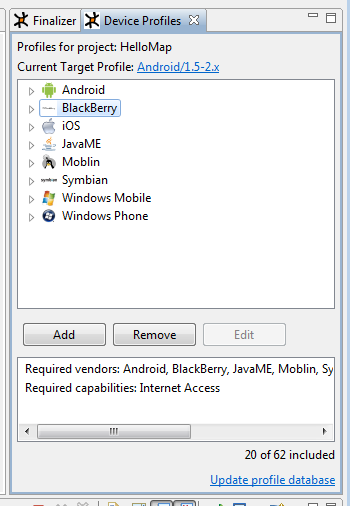 Finalizer Device Profiles
Profiles for project: HelloMap
Current Target Profile: Android/1.5-2.x
Android
BlackBerry
iOS
JavaME
Moblin
symbian Symbian
Windows Mobile
Windows Phone
Add Remove Edit
Required vendors: Android, BlackBerry, JavaME, Moblin, Sy
Required capabilities: Internet Access
20 of 62 included
Update profile database